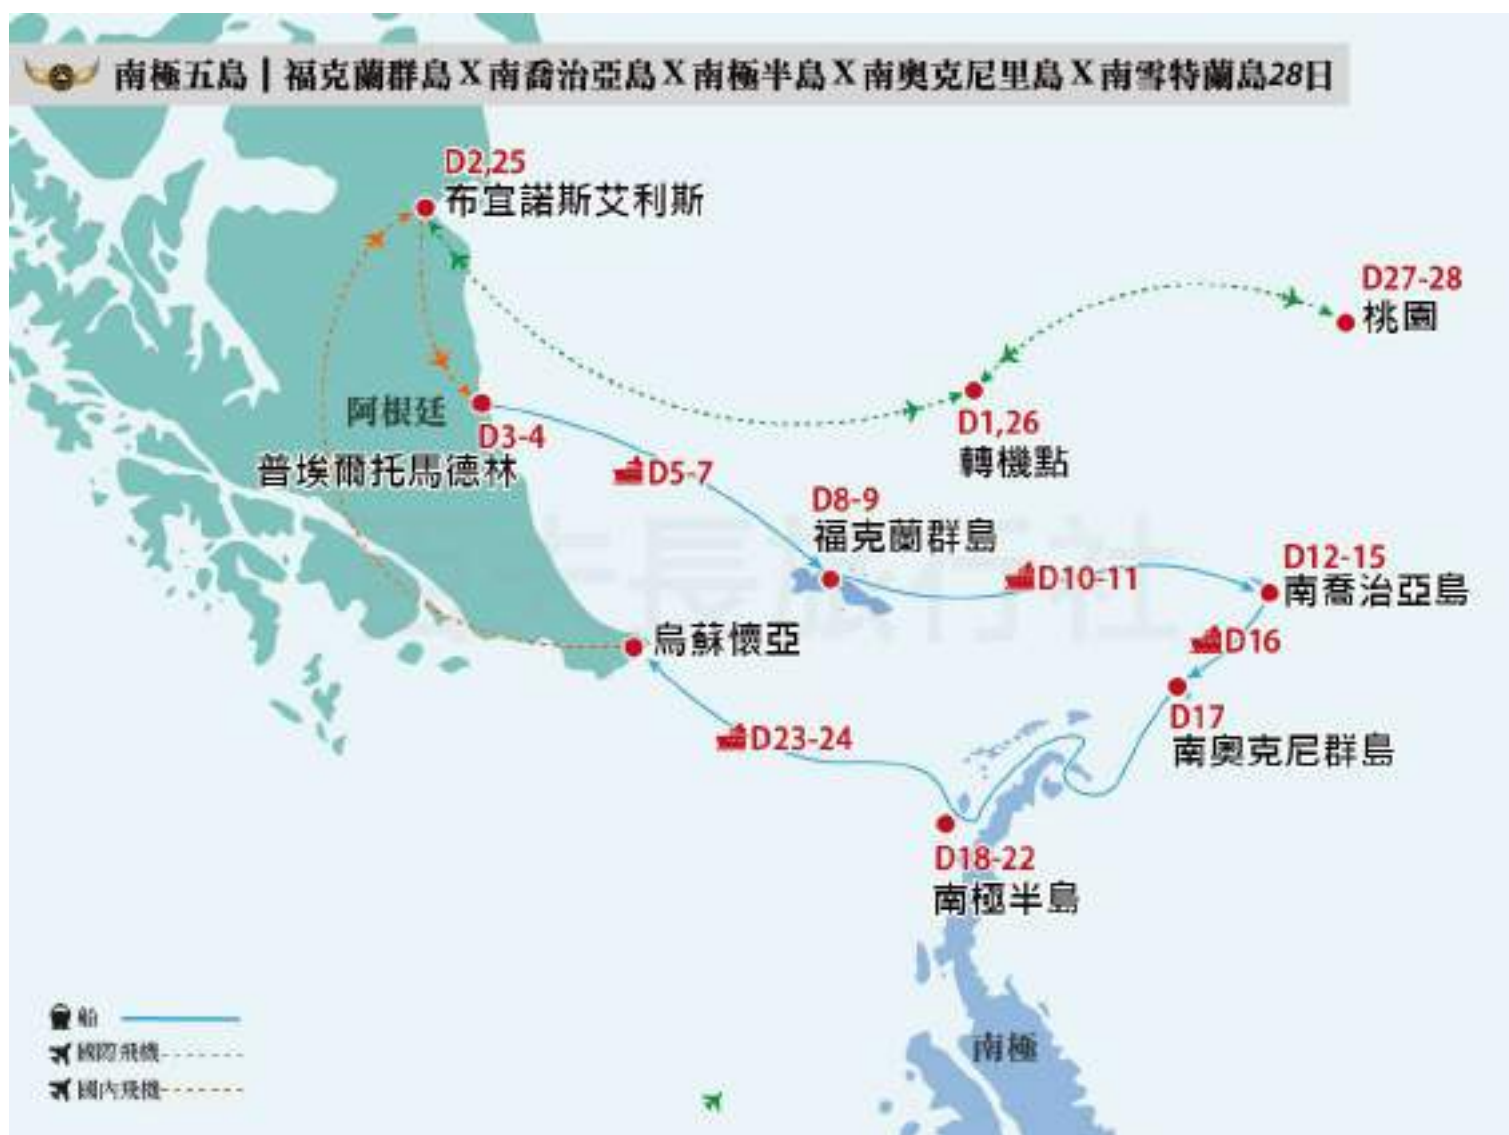 南極五島|福克蘭群島X南喬治亞島X南極半島X南奧克尼里島X南雪特蘭島28日
D2,25
布宜諾斯艾利斯
D27-28
桃園
D1,26
轉機點
阿根廷
D3-4
普埃爾托馬德林
D5-7
D8-9
福克蘭群島
D10-11
D12-15
南喬治亞島
D16
烏蘇懷亞
D17
南奧克尼群島
D23-24
D18-22
南極半島
南極
船
國際飛機
國內飛機